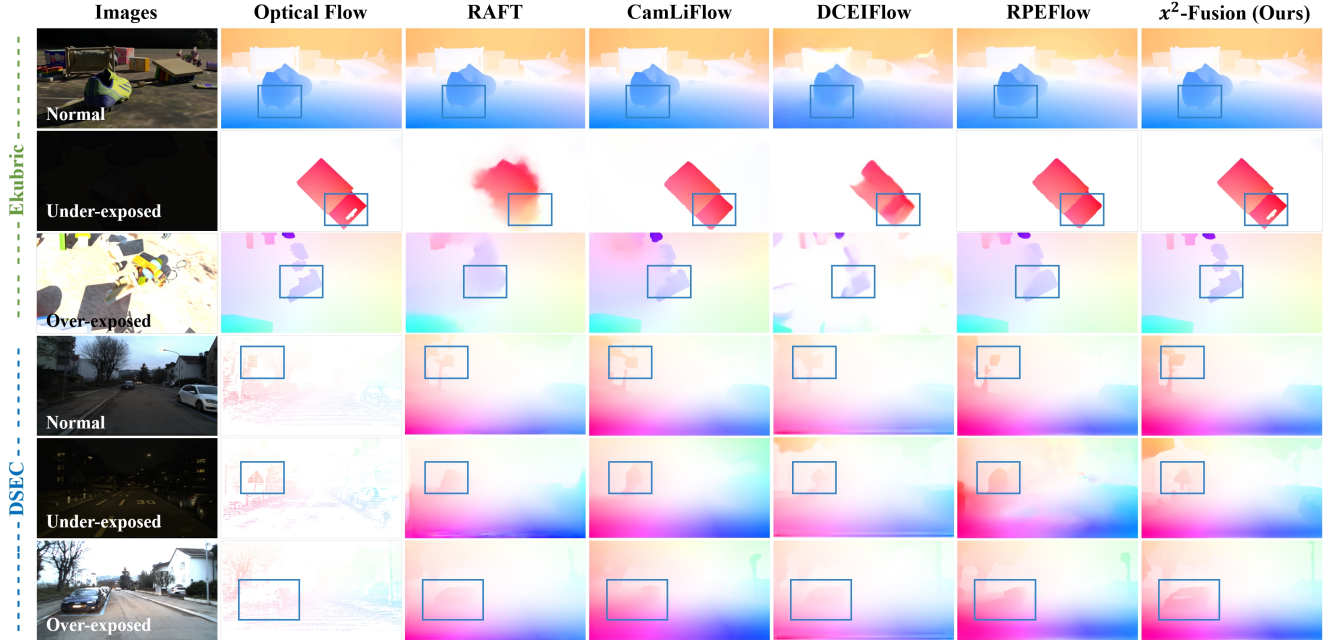 Images Optical Flow RAFT CamLiFlow DCEIFlow RPEFlow x²-Fusion (Ours)
Ekubric
Normal
Under-exposed
Over-exposed
DSEC
Normal
Under-exposed
Over-exposed